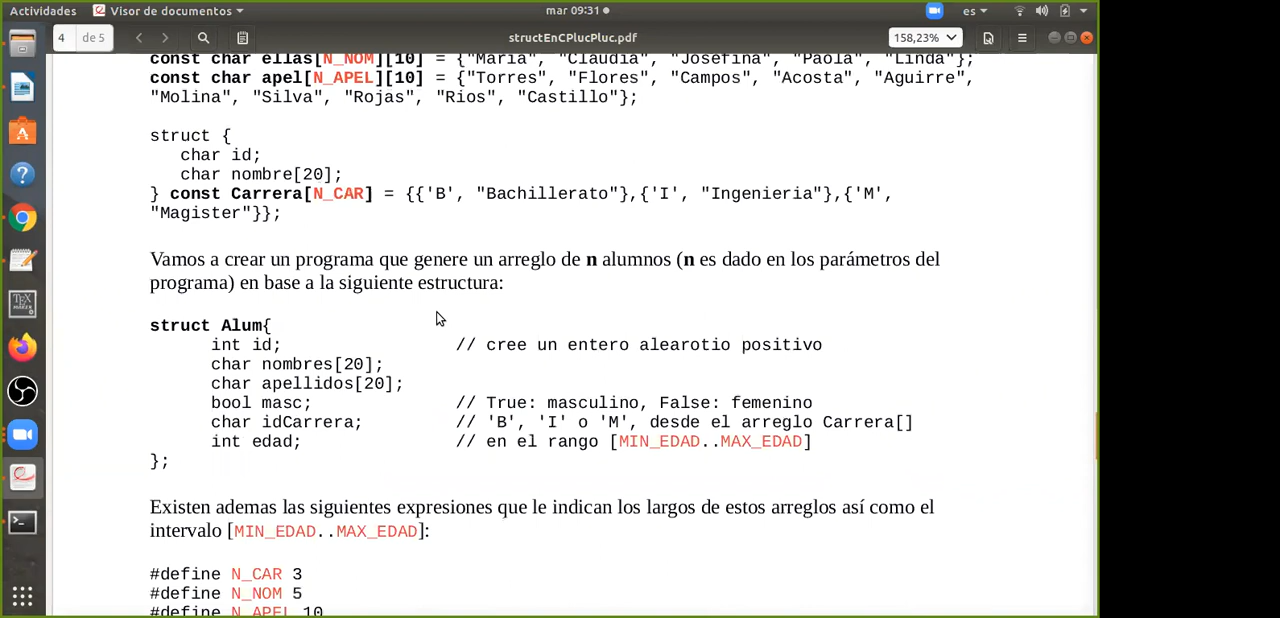 Actividades Visor de documentos mar 09:31 es
4 de 5 structEnCPlucPluc.pdf 158,23%
const char ellas[N_NOM][10] = {"Maria", "Claudia", "Josefina", "Paola", "Linda"};
const char apel[N_APEL][10] = {"Torres", "Flores", "Campos", "Acosta", "Aguirre",
"Molina", "Silva", "Rojas", "Rios", "Castillo"};
struct {
char id;
char nombre[20];
} const Carrera[N_CAR] = {{'B', "Bachillerato"},{'I', "Ingenieria"},{'M',
"Magister"}};
Vamos a crear un programa que genere un arreglo de n alumnos (n es dado en los parámetros del
programa) en base a la siguiente estructura:
struct Alum{
int id; // cree un entero alearotio positivo
char nombres[20];
char apellidos[20];
bool masc; // True: masculino, False: femenino
char idCarrera; // 'B', 'I' o 'M', desde el arreglo Carrera[]
int edad; // en el rango [MIN_EDAD..MAX_EDAD]
};
Existen ademas las siguientes expresiones que le indican los largos de estos arreglos así como el
intervalo [MIN_EDAD..MAX_EDAD]:
#define N_CAR 3
#define N_NOM 5
#define N_APEL 10